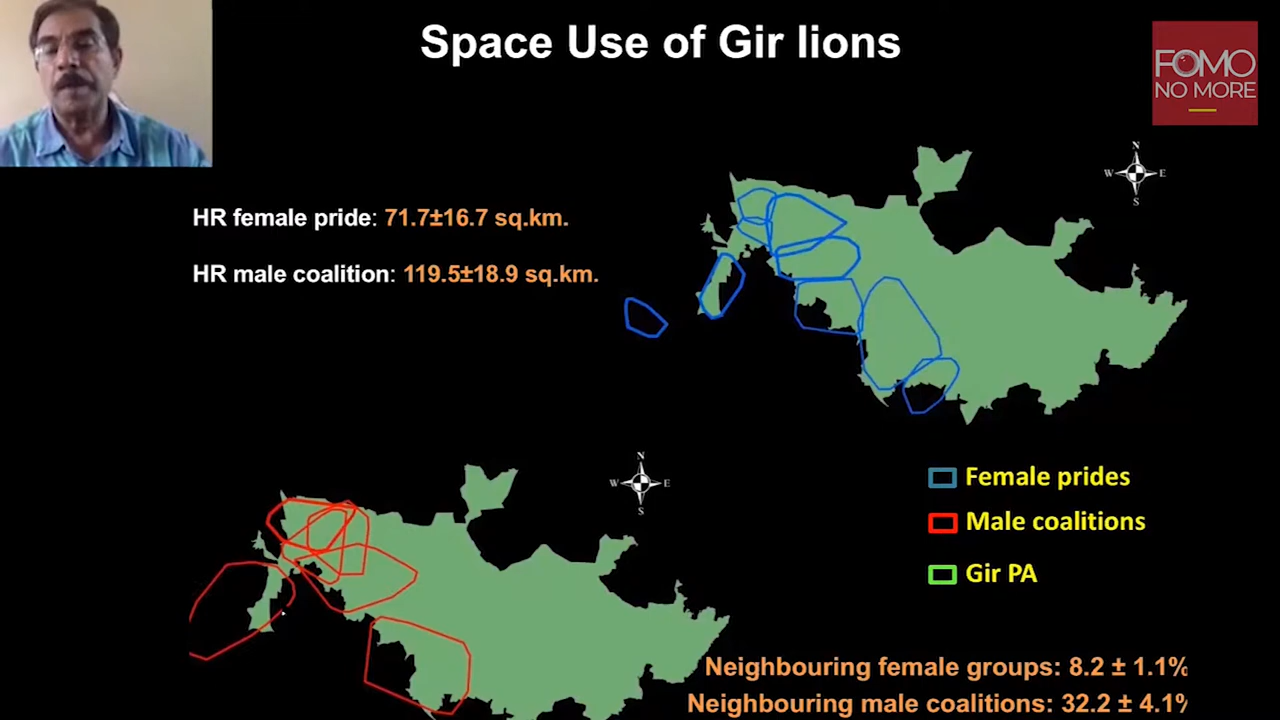 Space Use of Gir lions
FOMO
NO MORE
HR female pride: 71.7±16.7 sq.km.
HR male coalition: 119.5±18.9 sq.km.
N
W E
S
N
W E
S
Female prides
Male coalitions
Gir PA
Neighbouring female groups: 8.2 ± 1.1%
Neighbouring male coalitions: 32.2 ± 4.1%